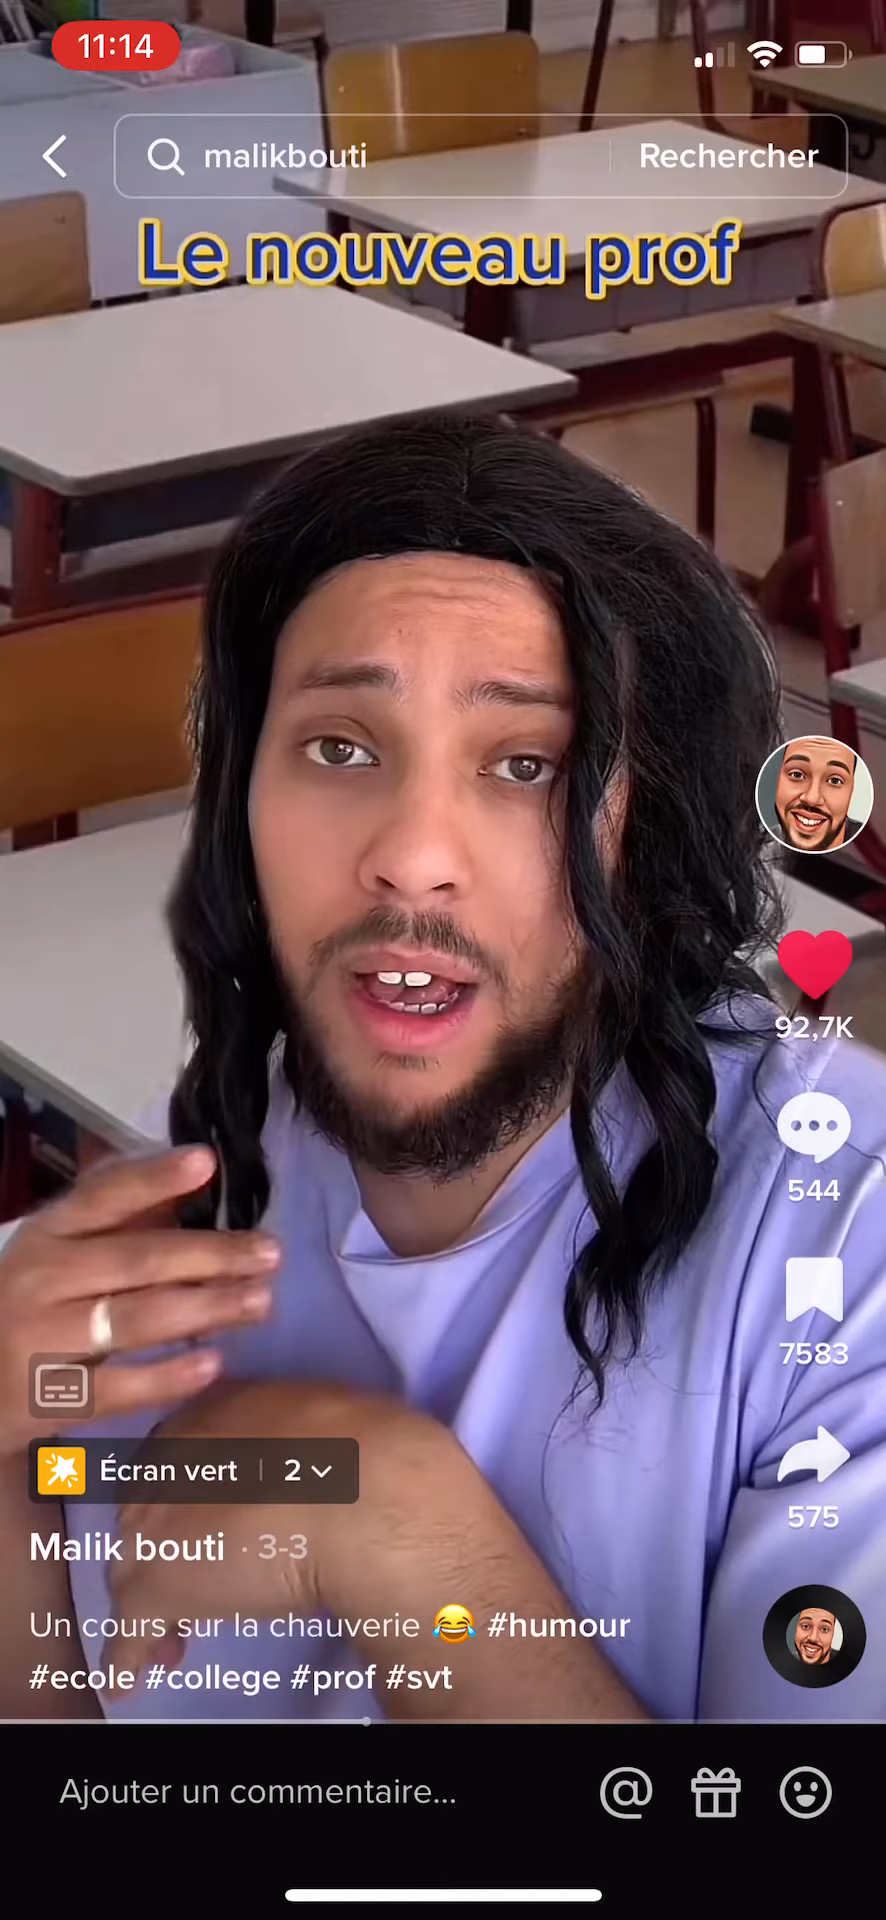 11:14
malikbouti
Rechercher
Le nouveau prof
92,7K
544
7583
575
Écran vert | 2
Malik bouti · 3-3
Un cours sur la chauverie 😂 #humour
#ecole #college #prof #svt
Ajouter un commentaire...